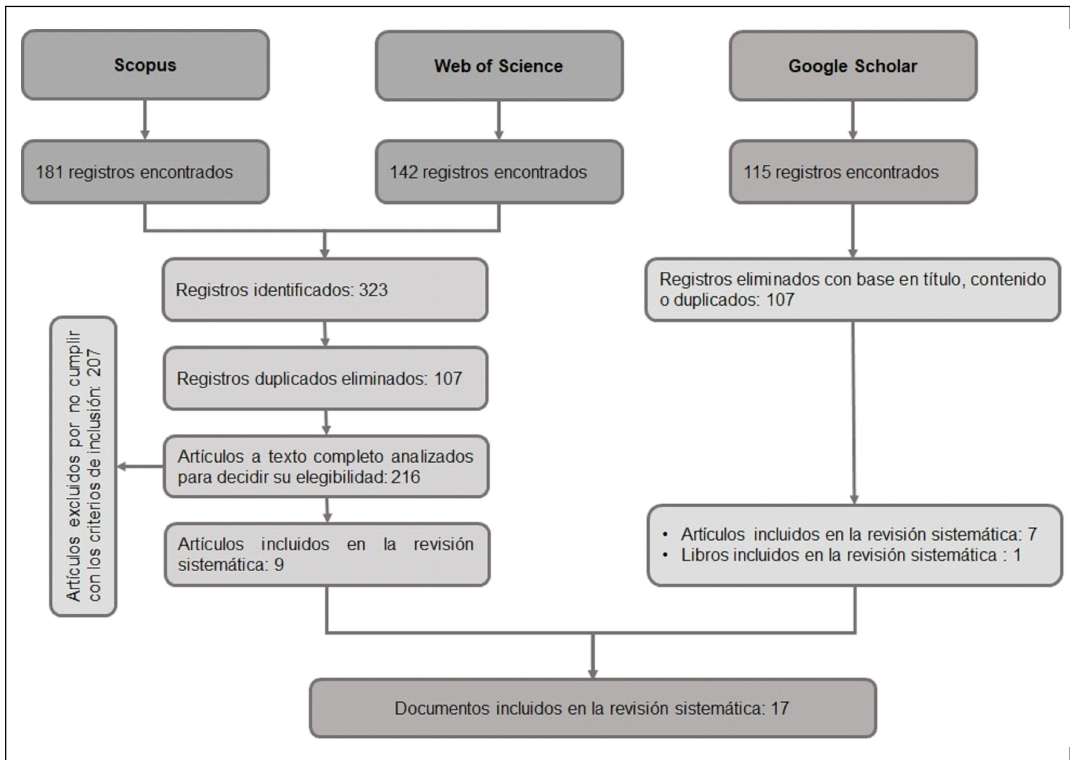 Scopus
Web of Science
Google Scholar
181 registros encontrados
142 registros encontrados
115 registros encontrados
Registros identificados: 323
Registros eliminados con base en título, contenido
o duplicados: 107
Registros duplicados eliminados: 107
Artículos excluidos por no cumplir
con los criterios de inclusión: 207
Artículos a texto completo analizados
para decidir su elegibilidad: 216
Artículos incluidos en la revisión
sistemática: 9
• Artículos incluidos en la revisión sistemática: 7
• Libros incluidos en la revisión sistemática : 1
Documentos incluidos en la revisión sistemática: 17